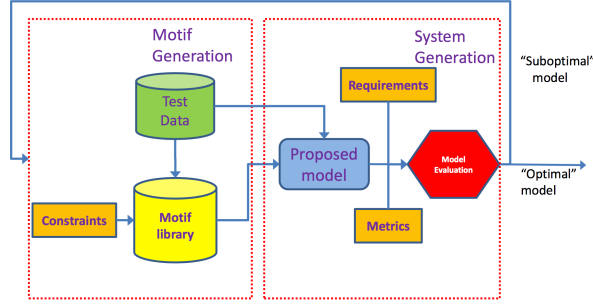 Motif
Generation
System
Generation
"Suboptimal"
model
Test
Data
Requirements
Proposed
model
Model
Evaluation
"Optimal"
model
Constraints
Motif
library
Metrics